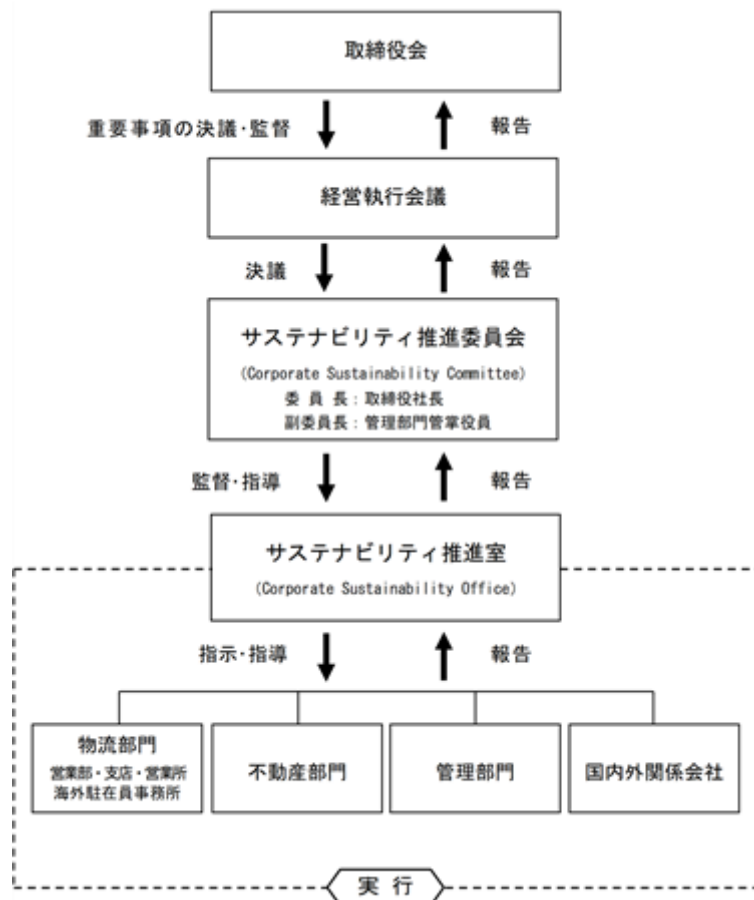 取締役会
重要事項の決議・監督
報告
経営執行会議
決議
報告
サステナビリティ推進委員会
(Corporate Sustainability Committee)
委 員 長：取締役社長
副委員長：管理部門管掌役員
監督・指導
報告
サステナビリティ推進室
(Corporate Sustainability Office)
指示・指導
報告
物流部門
営業部・支店・営業所
海外駐在員事務所
不動産部門
管理部門
国内外関係会社
実 行